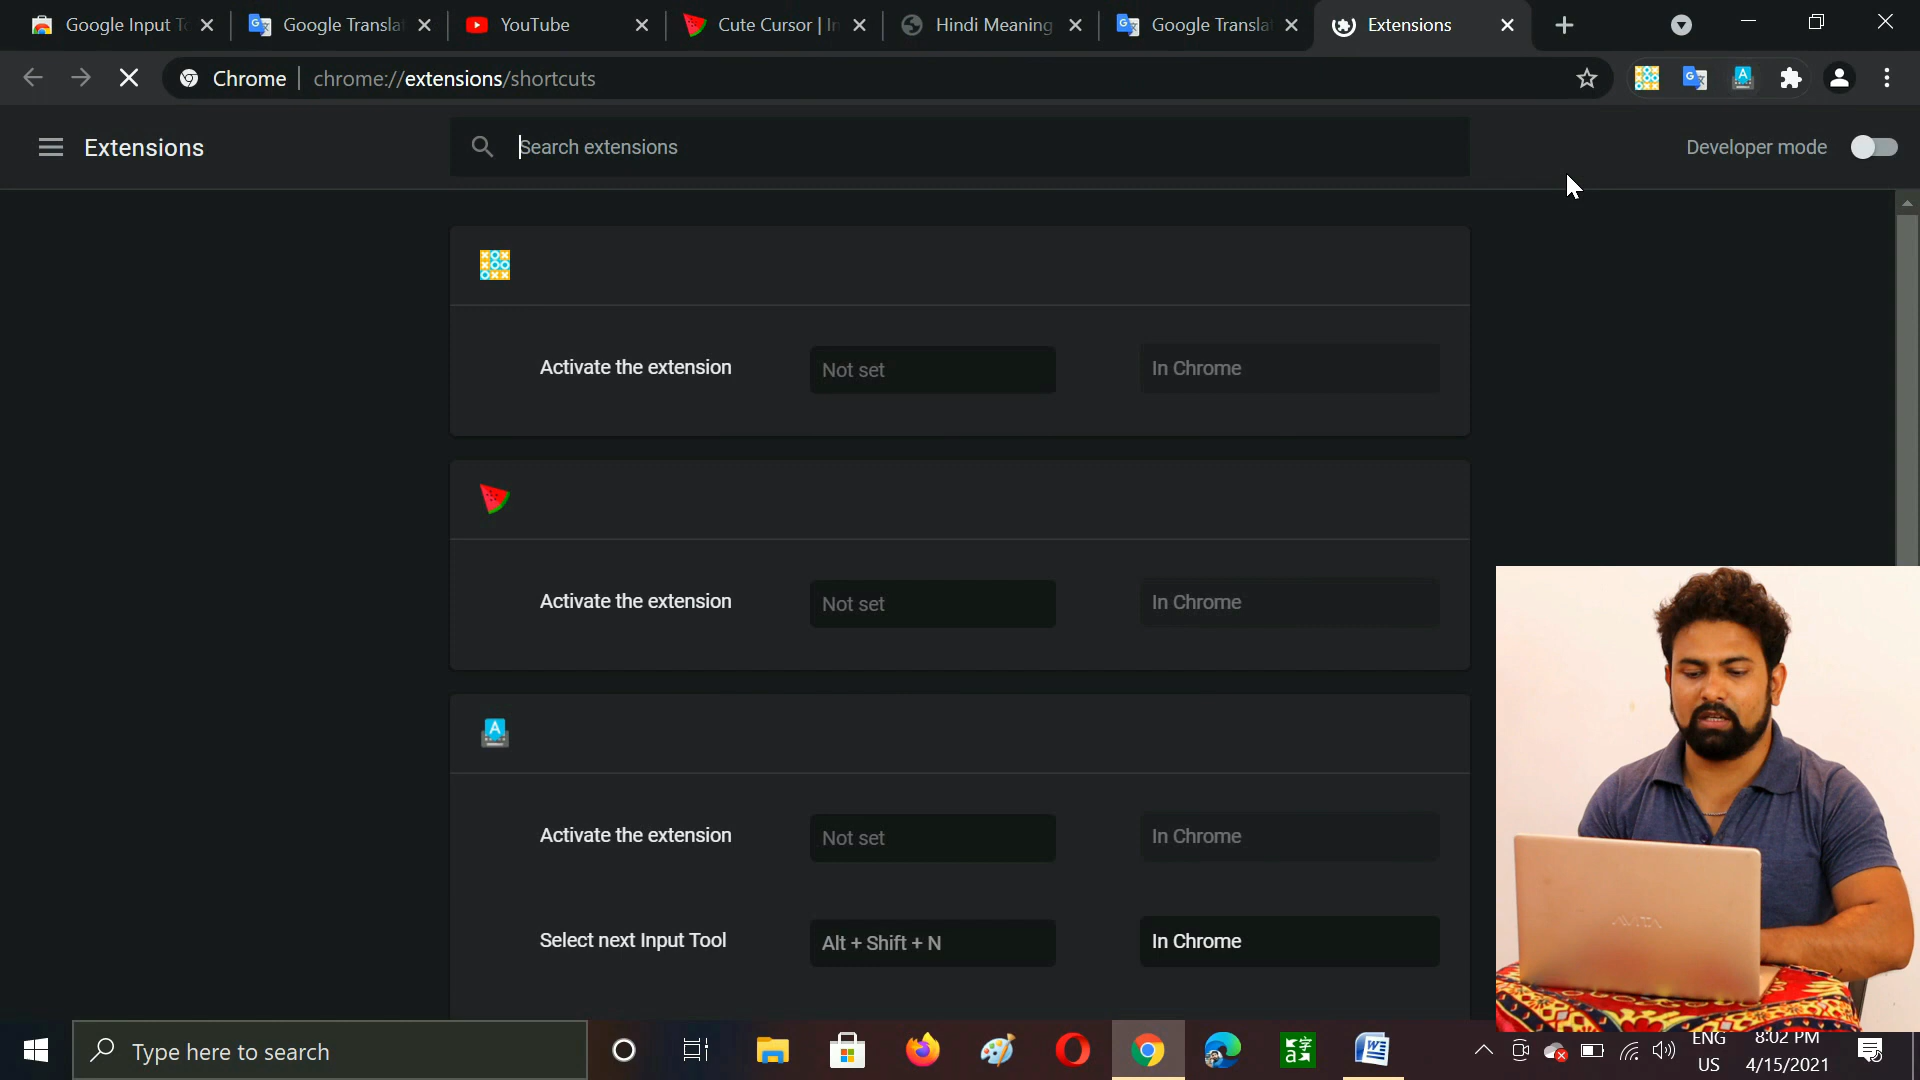 Google Input T
Google Transla
YouTube
Cute Cursor | In
Hindi Meaning
Google Transla
Extensions
Chrome
chrome://extensions/shortcuts
Extensions
Search extensions
Developer mode
Activate the extension
Not set
In Chrome
Activate the extension
Not set
In Chrome
A
Activate the extension
Not set
In Chrome
Select next Input Tool
Alt + Shift + N
In Chrome
AVITA
Type here to search
ENG
US
8:02 PM
4/15/2021